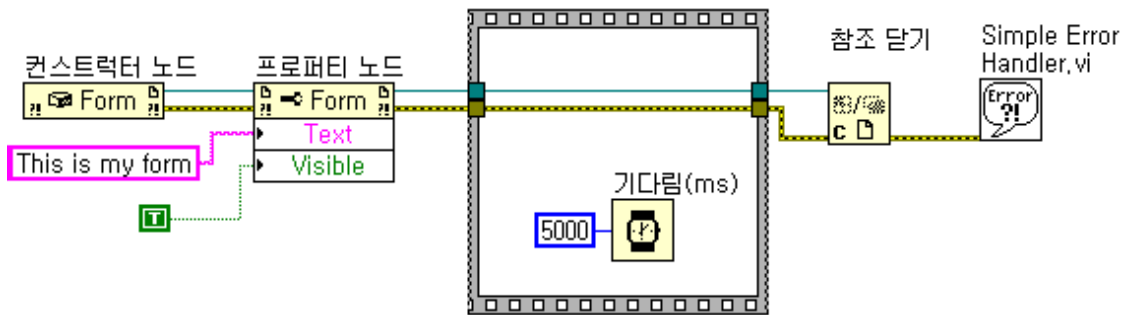 컨스트럭터 노드
프로퍼티 노드
참조 닫기
Simple Error
Handler.vi
?! Form ?!
?! Form ?!
Text
Visible
This is my form
T
기다림(ms)
5000
C
Error
?!